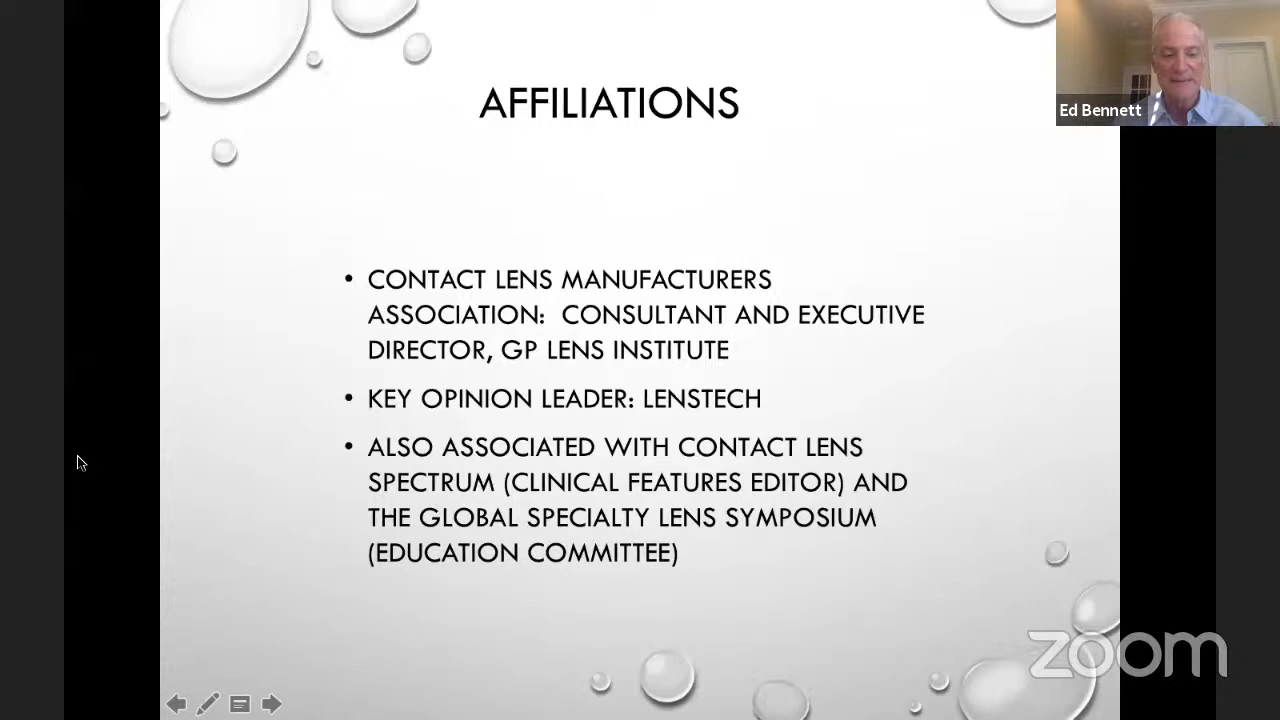 AFFILIATIONS
Ed Bennett
• CONTACT LENS MANUFACTURERS
ASSOCIATION: CONSULTANT AND EXECUTIVE
DIRECTOR, GP LENS INSTITUTE
• KEY OPINION LEADER: LENSTECH
• ALSO ASSOCIATED WITH CONTACT LENS
SPECTRUM (CLINICAL FEATURES EDITOR) AND
THE GLOBAL SPECIALTY LENS SYMPOSIUM
(EDUCATION COMMITTEE)
zoom